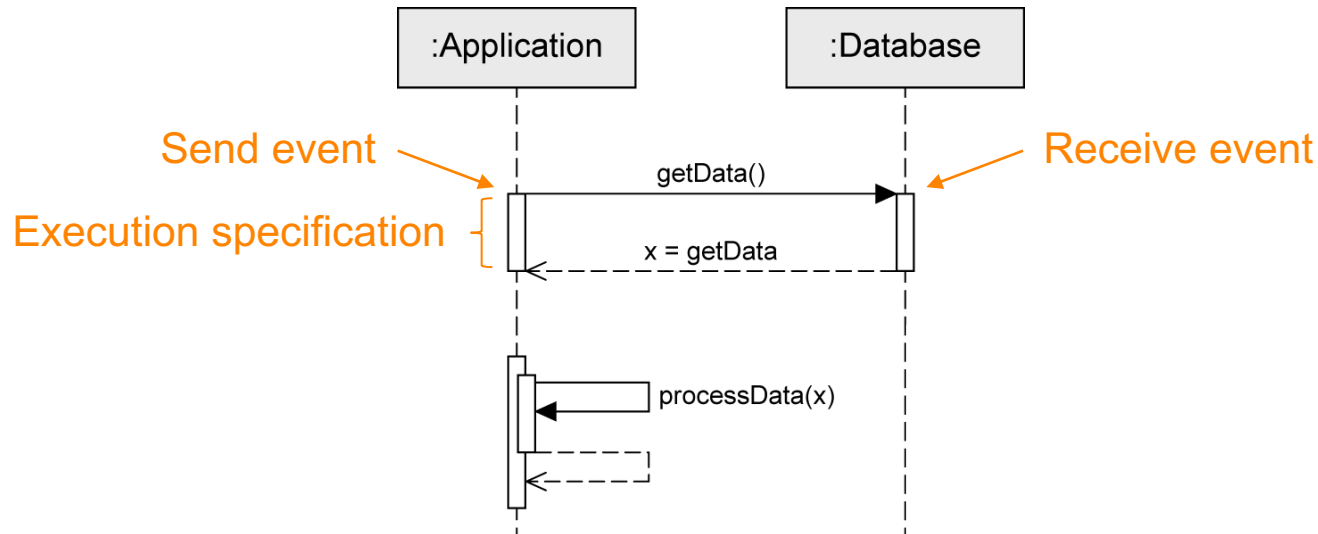 :Application
:Database
Send event
Receive event
getData()
Execution specification
x = getData
processData(x)